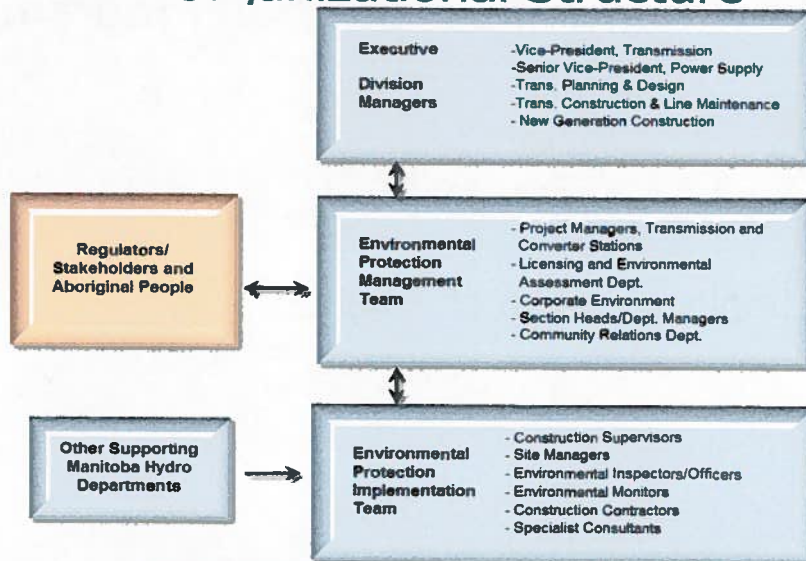 Organizational Structure
Executive
Division
Managers
-Vice-President, Transmission
-Senior Vice-President, Power Supply
-Trans. Planning & Design
-Trans. Construction & Line Maintenance
- New Generation Construction
Regulators/
Stakeholders and
Aboriginal People
Environmental
Protection
Management
Team
- Project Managers, Transmission and
Converter Stations
- Licensing and Environmental
Assessment Dept.
- Corporate Environment
- Section Heads/Dept. Managers
- Community Relations Dept.
Other Supporting
Manitoba Hydro
Departments
Environmental
Protection
Implementation
Team
- Construction Supervisors
- Site Managers
- Environmental Inspectors/Officers
- Environmental Monitors
- Construction Contractors
- Specialist Consultants